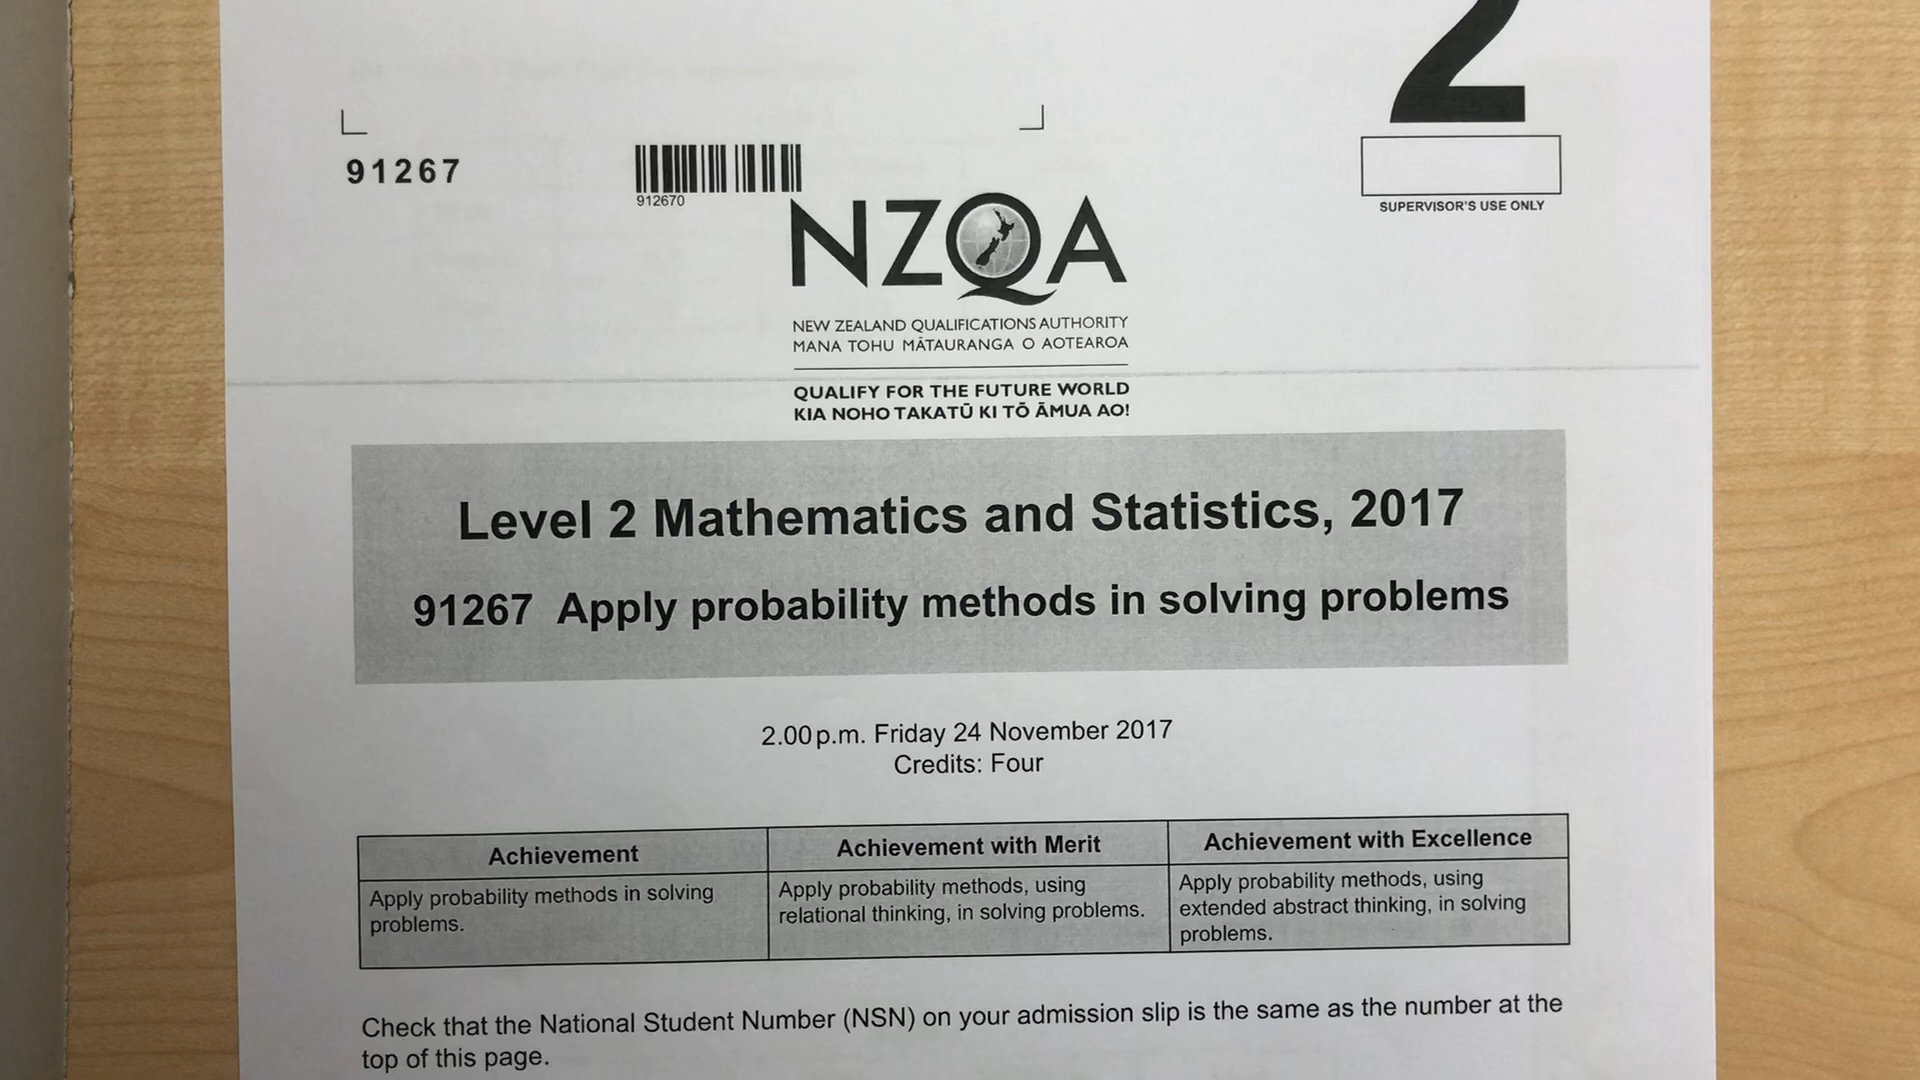 2
91267
912670
SUPERVISOR'S USE ONLY
NZQA
NEW ZEALAND QUALIFICATIONS AUTHORITY
MANA TOHU MĀTAURANGA O AOTEAROA
QUALIFY FOR THE FUTURE WORLD
KIA NOHO TAKATŪ KI TŌ ĀMUA AO!
Level 2 Mathematics and Statistics, 2017
91267 Apply probability methods in solving problems
2.00 p.m. Friday 24 November 2017
Credits: Four
Achievement
Achievement with Merit
Achievement with Excellence
Apply probability methods in solving
problems.
Apply probability methods, using
relational thinking, in solving problems.
Apply probability methods, using
extended abstract thinking, in solving
problems.
Check that the National Student Number (NSN) on your admission slip is the same as the number at the
top of this page.